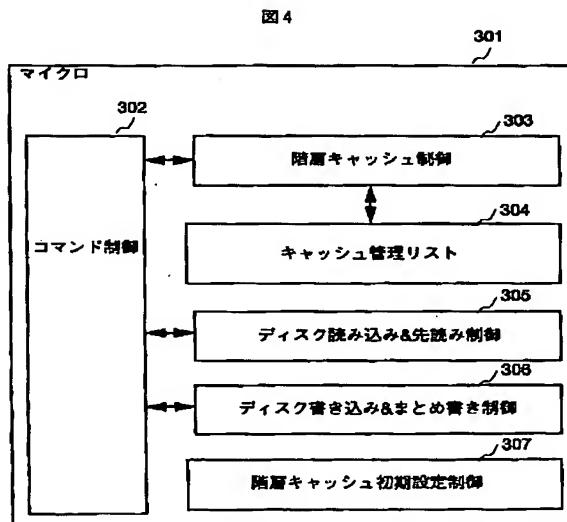 図4
301
マイクロ
302
303
階層キャッシュ制御
304
コマンド制御
キャッシュ管理リスト
305
ディスク読み込み&先読み制御
306
ディスク書き込み&まとめ書き制御
307
階層キャッシュ初期設定制御